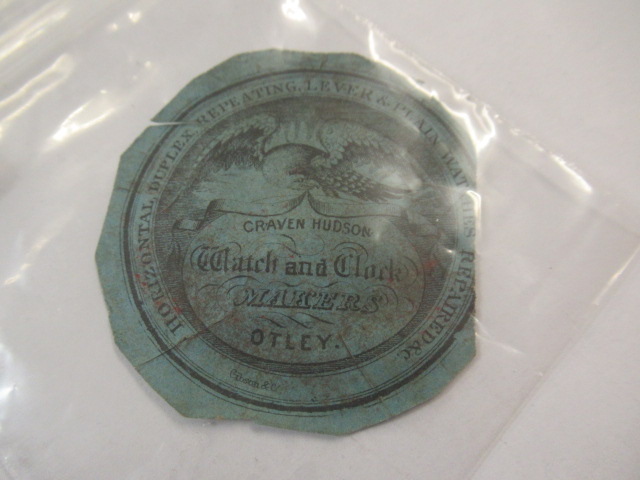 HORIZONTAL, DUPLEX, REPEATING, LEVER & PLAIN WATCHES REPAIRED &c.
CRAVEN HUDSON
Watch and Clock
MAKERS
OTLEY.